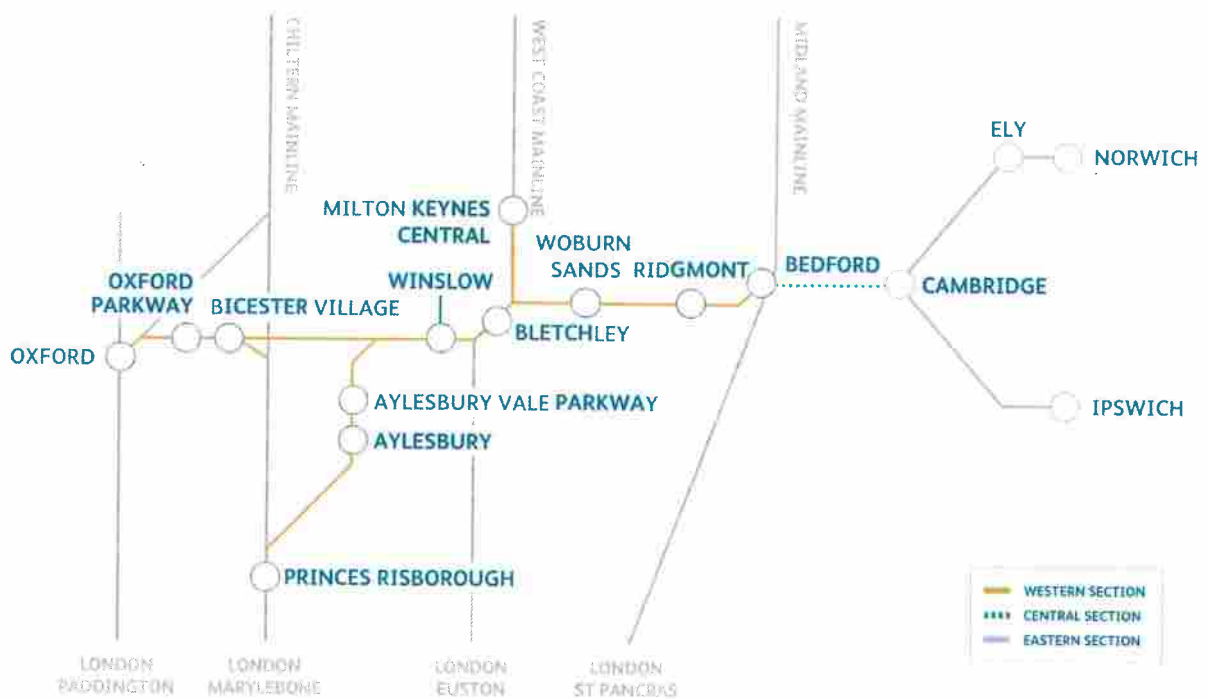 CHILTERN MAINLINE
WEST COAST MAINLINE
MIDLAND MAINLINE
ELY
NORWICH
MILTON KEYNES
CENTRAL
WOBURN
SANDS
RIDGMONT
BEDFORD
CAMBRIDGE
OXFORD
PARKWAY
BICESTER VILLAGE
WINSLOW
BLETCHLEY
OXFORD
AYLESBURY VALE PARKWAY
IPSWICH
AYLESBURY
PRINCES RISBOROUGH
WESTERN SECTION
CENTRAL SECTION
EASTERN SECTION
LONDON
PADDINGTON
LONDON
MARYLEBONE
LONDON
EUSTON
LONDON
ST PANCRAS